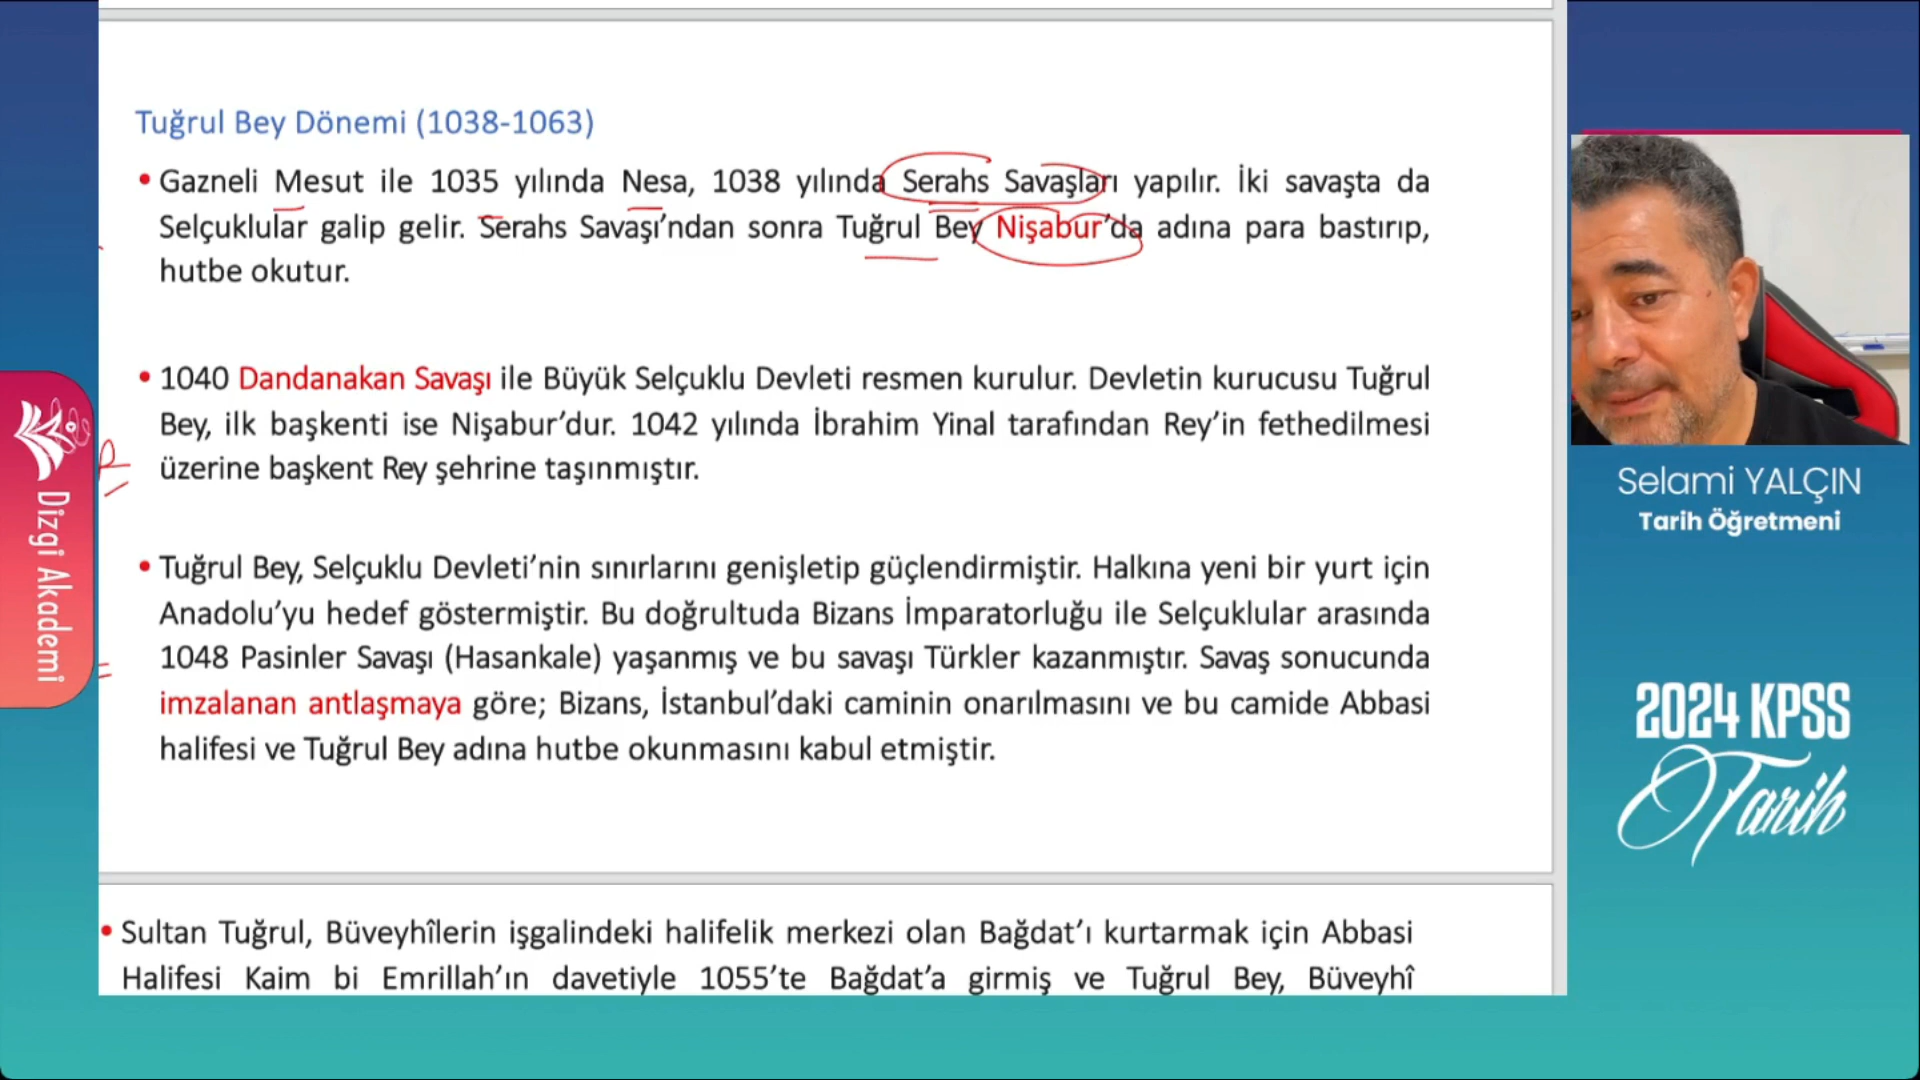 Tuğrul Bey Dönemi (1038-1063)
• Gazneli Mesut ile 1035 yılında Nesa, 1038 yılında Serahs Savaşları yapılır. İki savaşta da
Selçuklular galip gelir. Serahs Savaşı’ndan sonra Tuğrul Bey Nişabur’da adına para bastırıp,
hutbe okutur.
• 1040 Dandanakan Savaşı ile Büyük Selçuklu Devleti resmen kurulur. Devletin kurucusu Tuğrul
Bey, ilk başkenti ise Nişabur’dur. 1042 yılında İbrahim Yinal tarafından Rey’in fethedilmesi
üzerine başkent Rey şehrine taşınmıştır.
• Tuğrul Bey, Selçuklu Devleti’nin sınırlarını genişletip güçlendirmiştir. Halkına yeni bir yurt için
Anadolu’yu hedef göstermiştir. Bu doğrultuda Bizans İmparatorluğu ile Selçuklular arasında
1048 Pasinler Savaşı (Hasankale) yaşanmış ve bu savaşı Türkler kazanmıştır. Savaş sonucunda
imzalanan antlaşmaya göre; Bizans, İstanbul’daki caminin onarılmasını ve bu camide Abbasi
halifesi ve Tuğrul Bey adına hutbe okunmasını kabul etmiştir.
• Sultan Tuğrul, Büveyhîlerin işgalindeki halifelik merkezi olan Bağdat’ı kurtarmak için Abbasi
Halifesi Kaim bi Emrillah’ın davetiyle 1055’te Bağdat’a girmiş ve Tuğrul Bey, Büveyhî
Dizgi Akademi
Selami YALÇIN
Tarih Öğretmeni
2024 KPSS
Tarih